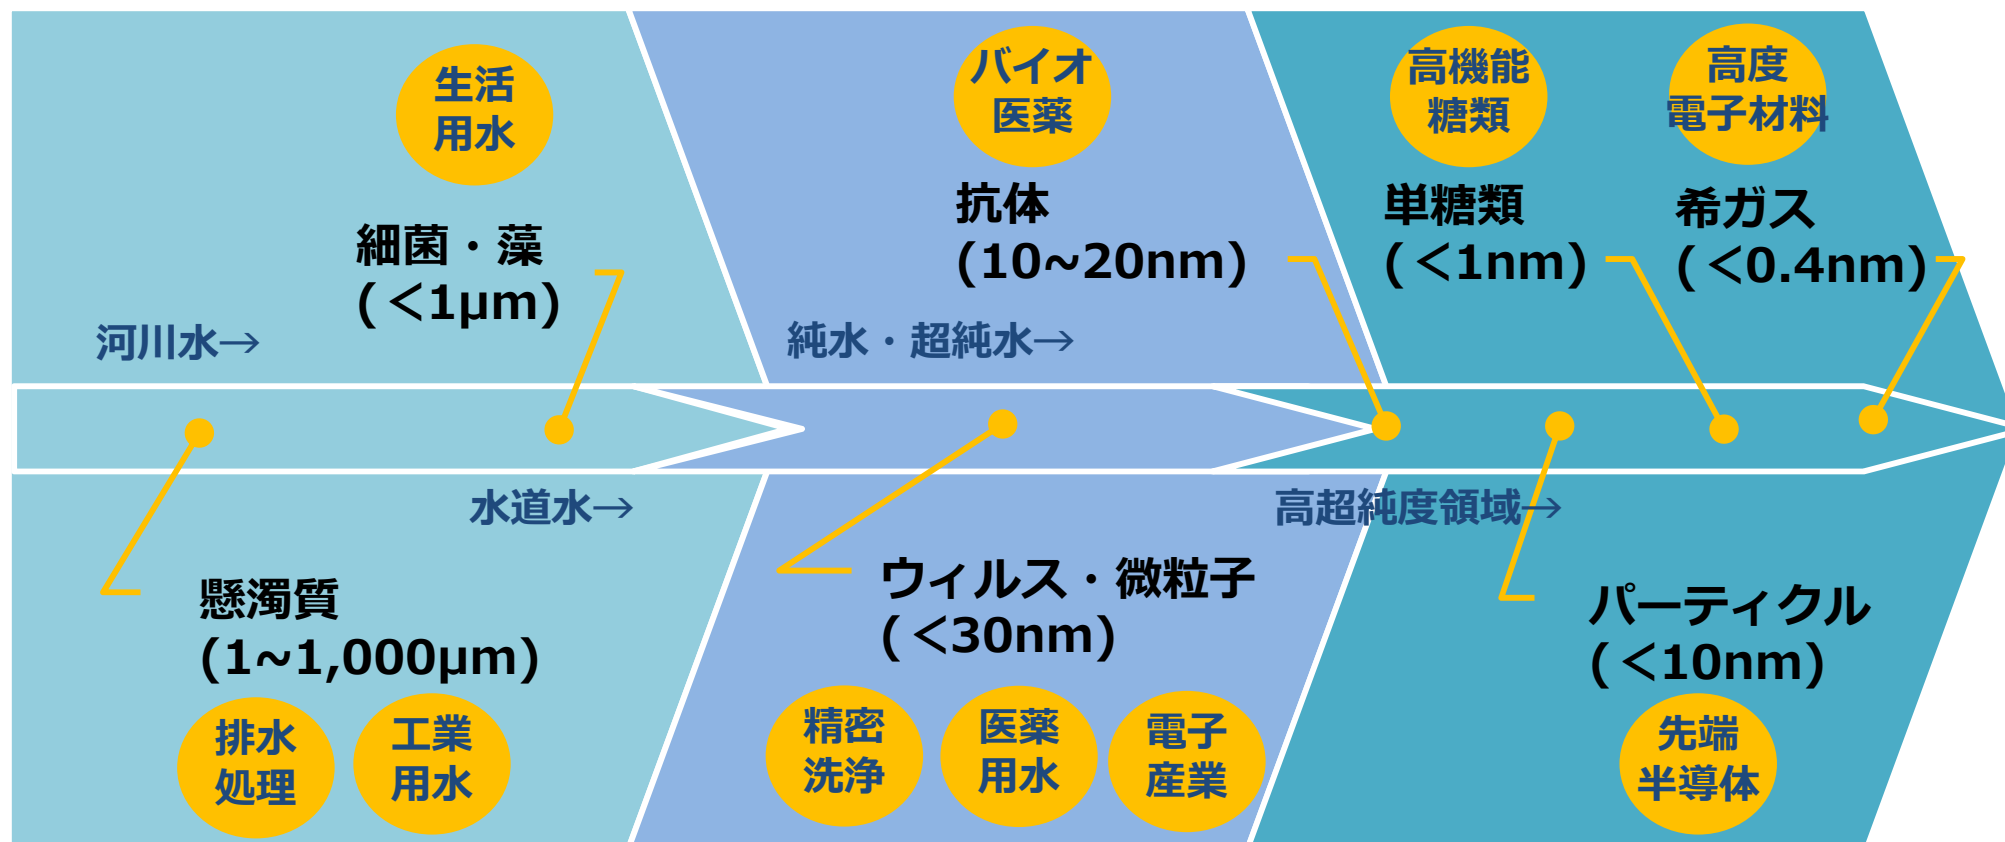 生活
用水
細菌・藻
(＜1μm)
河川水→
水道水→
懸濁質
(1~1,000μm)
排水
処理
工業
用水
バイオ
医薬
抗体
(10~20nm)
純水・超純水→
ウィルス・微粒子
(＜30nm)
精密
洗浄
医薬
用水
電子
産業
高機能
糖類
単糖類
(＜1nm)
高度
電子材料
希ガス
(＜0.4nm)
高超純度領域→
パーティクル
(＜10nm)
先端
半導体